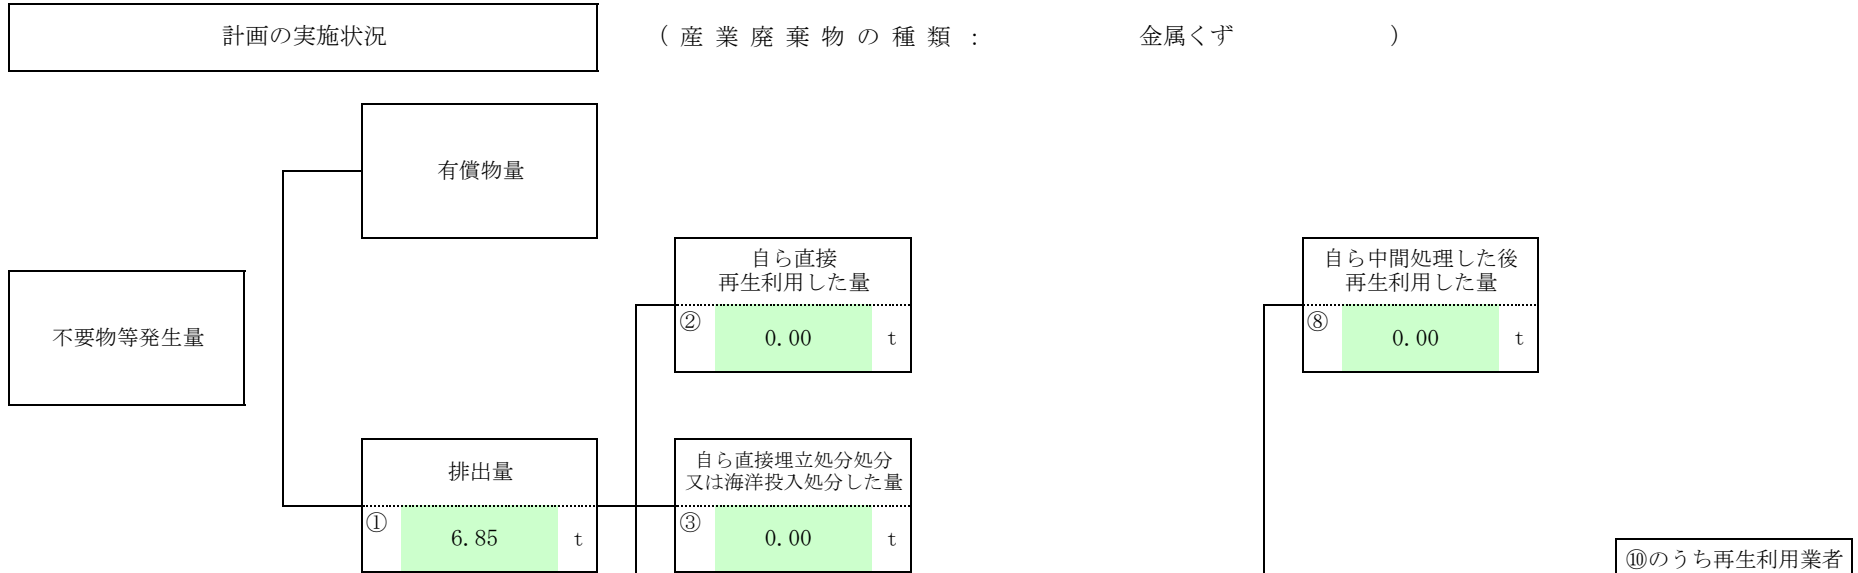 計画の実施状況
（産業廃棄物の種類： 金属くず ）
有償物量
不要物等発生量
自ら直接
再生利用した量
② 0.00 t
自ら中間処理した後
再生利用した量
⑧ 0.00 t
排出量
① 6.85 t
自ら直接埋立処分処分
又は海洋投入処分した量
③ 0.00 t
⑩のうち再生利用業者